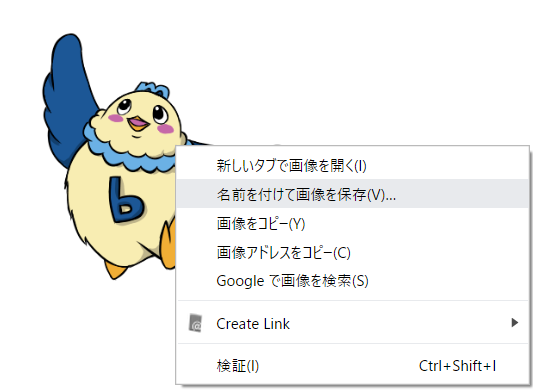 b
新しいタブで画像を開く(I)
名前を付けて画像を保存(V)...
画像をコピー(Y)
画像アドレスをコピー(C)
Google で画像を検索(S)
@
Create Link
検証(I) Ctrl+Shift+I